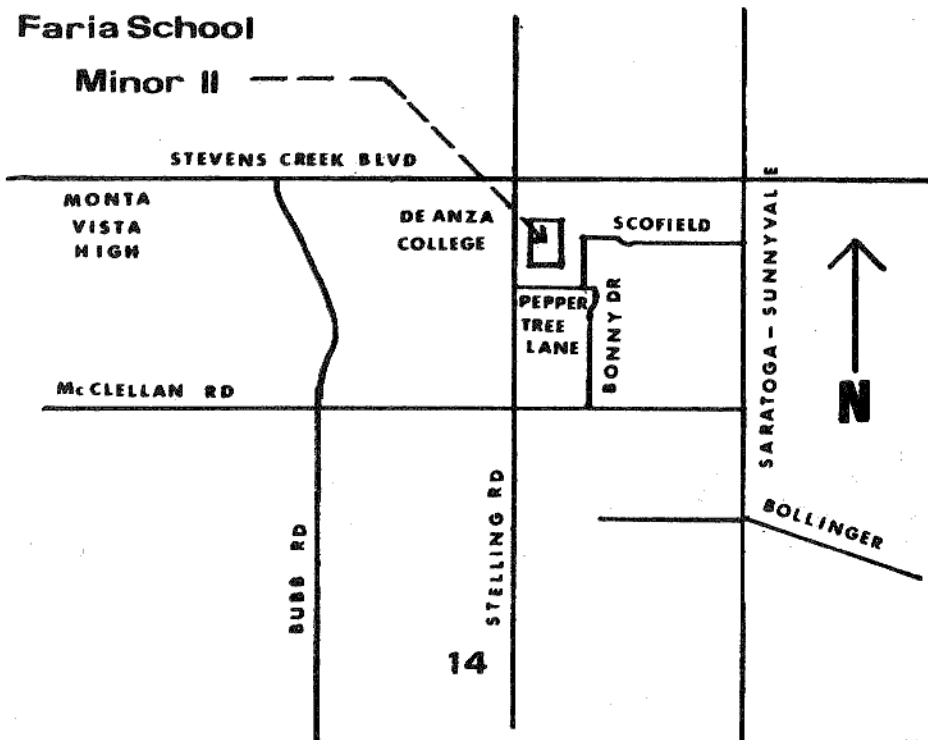 Faria School
Minor II
STEVENS CREEK BLVD
MONTA
VISTA
HIGH
DE ANZA
COLLEGE
SCOFIELD
PEPPER
TREE
LANE
BONNY DR
SARATOGA - SUNNYVALE
N
McCLELLAN RD
BUBB RD
STELLING RD
BOLLINGER
14